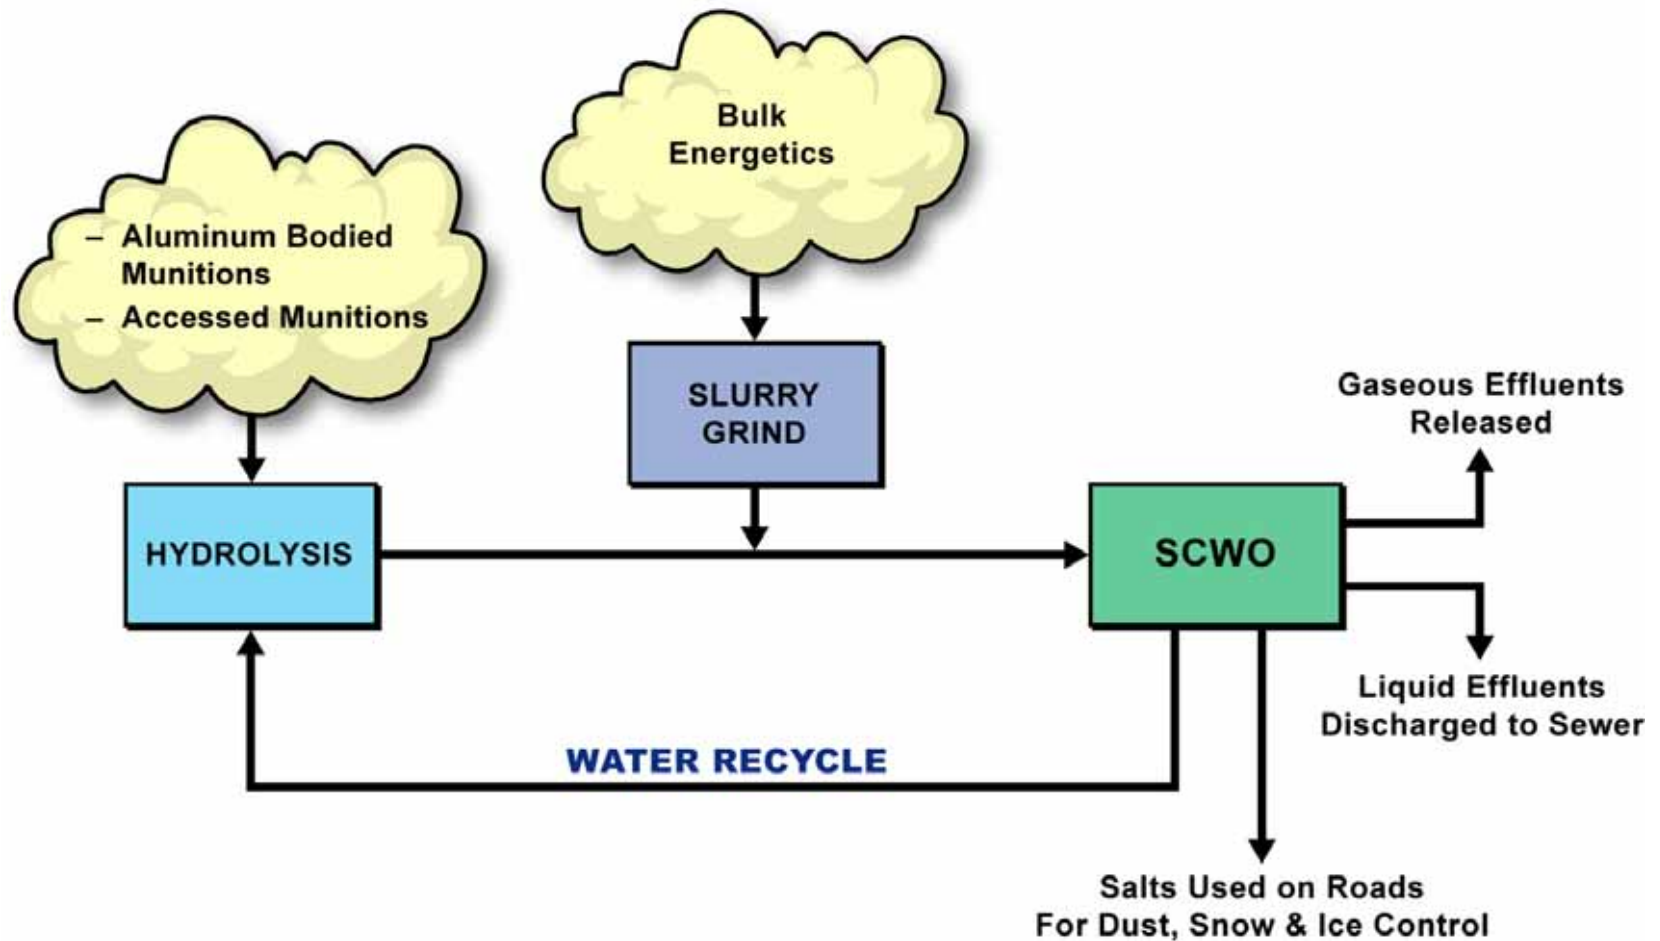 Bulk
Energetics
– Aluminum Bodied
Munitions
– Accessed Munitions
SLURRY
GRIND
HYDROLYSIS
SCWO
Gaseous Effluents
Released
Liquid Effluents
Discharged to Sewer
WATER RECYCLE
Salts Used on Roads
For Dust, Snow & Ice Control